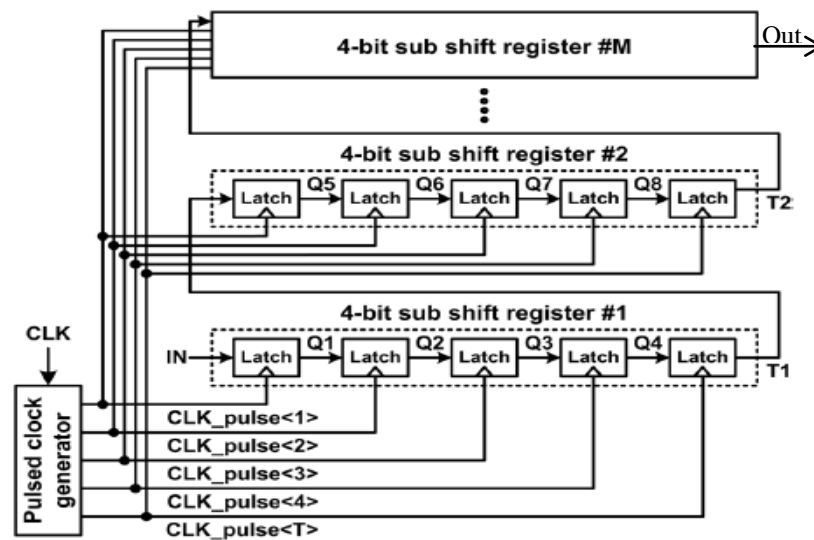 4-bit sub shift register #M
Out
4-bit sub shift register #2
Q5 Q6 Q7 Q8
Latch Latch Latch Latch Latch
T2
4-bit sub shift register #1
CLK
IN
Q1 Q2 Q3 Q4
Latch Latch Latch Latch Latch
T1
Pulsed clock
generator
CLK_pulse<1>
CLK_pulse<2>
CLK_pulse<3>
CLK_pulse<4>
CLK_pulse<T>